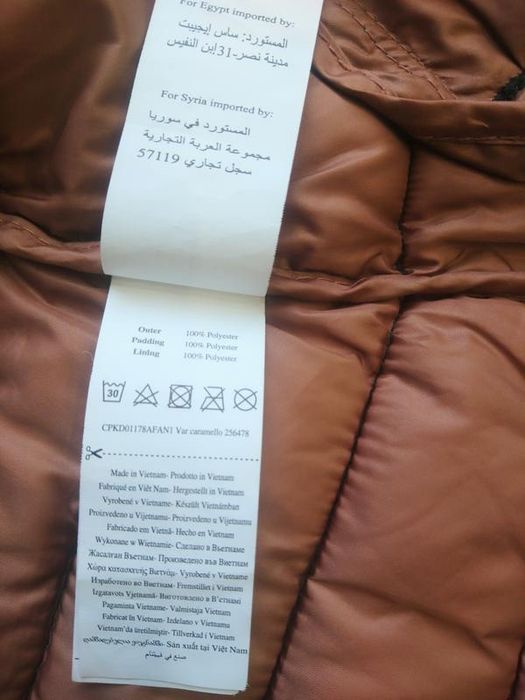 For Egypt imported by:
المستورد: ساس إيجيبت
مدينة نصر-31إبن النفيس
For Syria imported by:
المستورد في سوريا
مجموعة العربة التجارية
سجل تجاري 57119
Outer 100% Polyester
Padding 100% Polyester
Lining 100% Polyester
30
CPKD01178AFAN1 Var caramello 256478
Made in Vietnam- Prodotto in Vietnam
Fabriqué en Viêt Nam- Hergestellt in Vietnam
Vyrobené v Vietname- Készült Vietnámban
Proizvedeno u Vijetnamu- Proizvedeno u Vijetnamu
Fabricado em Vietnã- Hecho en Vietnam
Wykonane w Wietnamie- Сделано в Вьетнаме
Жасалған Вьетнам- Произведено във Виетнам
Χώρα κατασκευής Βιετνάμ- Vyrobené v Vietname
Изработено во Виетнам- Fremstillet i Vietnam
Izgatavots Vjetnamā- Виготовлено в В'єтнамі
Pagaminta Vietname- Valmistaja Vietnam
Fabricat în Vietnam- Izdelano v Vietnamu
Vietnam'da üretilmiştir- Tillverkad i Vietnam
Sản xuất tại Việt Nam
صنع في فيتنام